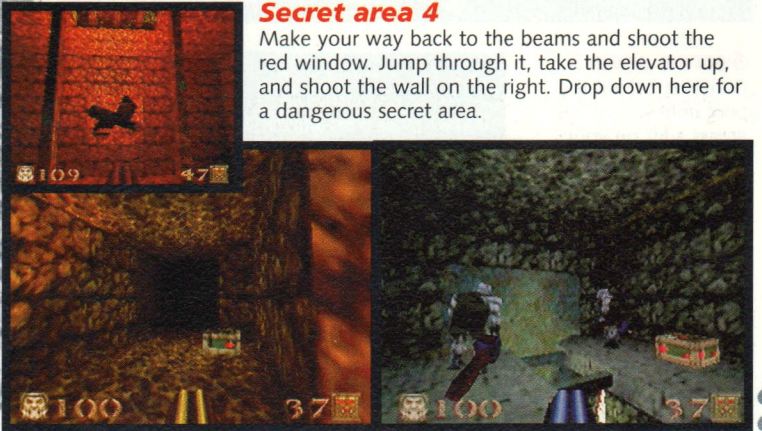 Secret area 4
Make your way back to the beams and shoot the
red window. Jump through it, take the elevator up,
and shoot the wall on the right. Drop down here for
a dangerous secret area.
109 47
100 37
100 37